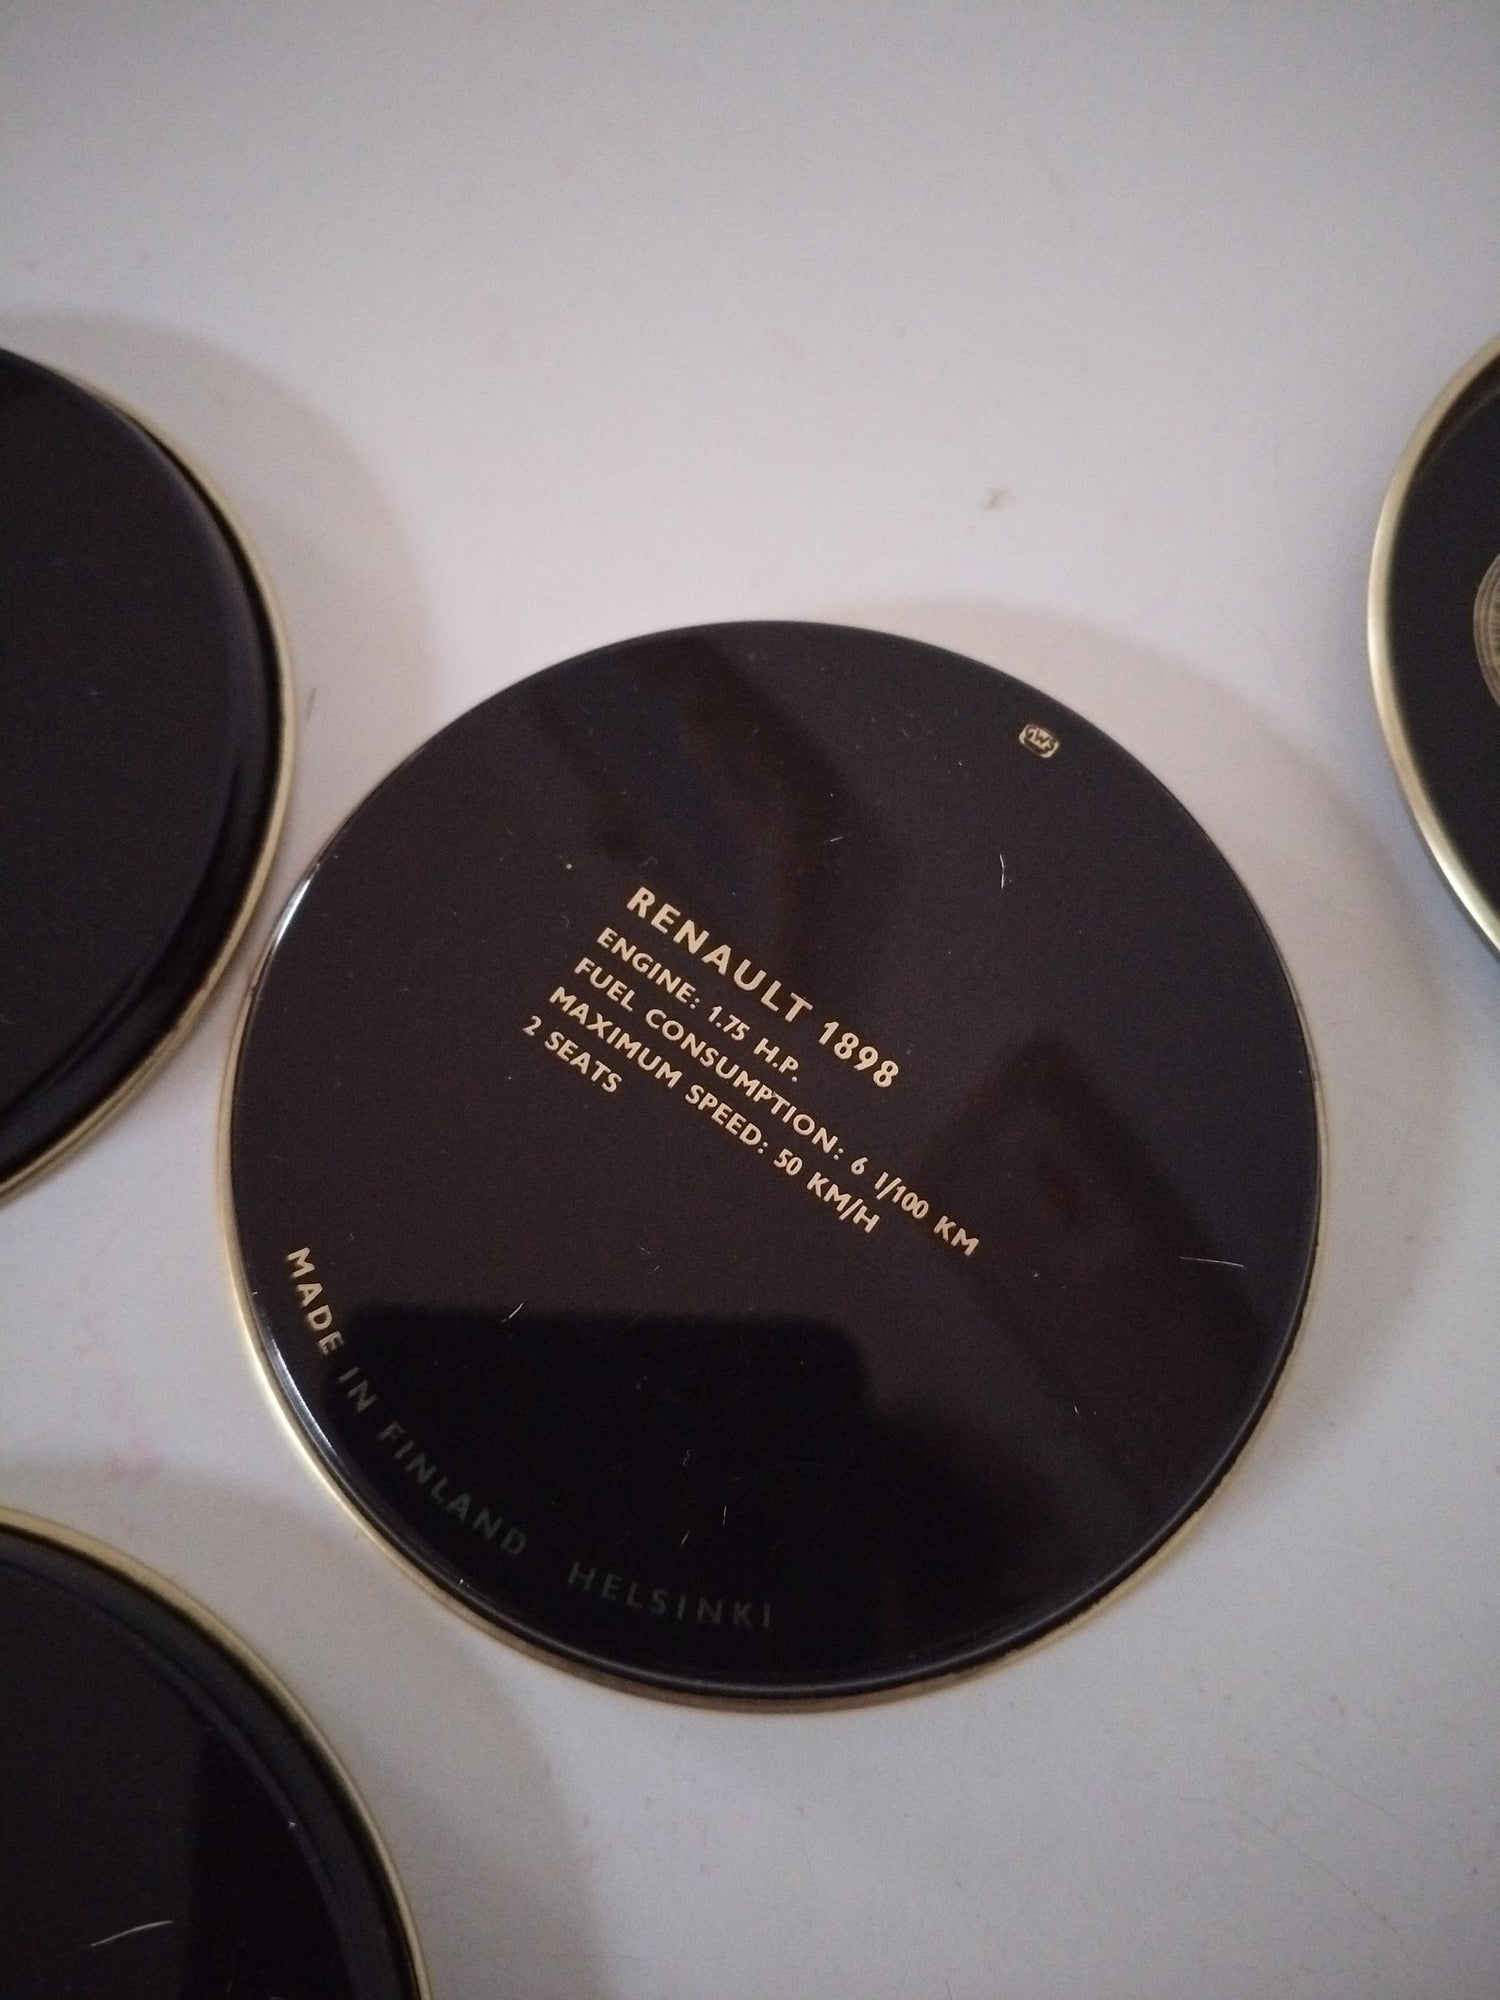 RENAULT 1898
ENGINE: 1.75 H.P.
FUEL CONSUMPTION: 6 l/100 KM
MAXIMUM SPEED: 50 KM/H
2 SEATS
MADE IN FINLAND HELSINKI